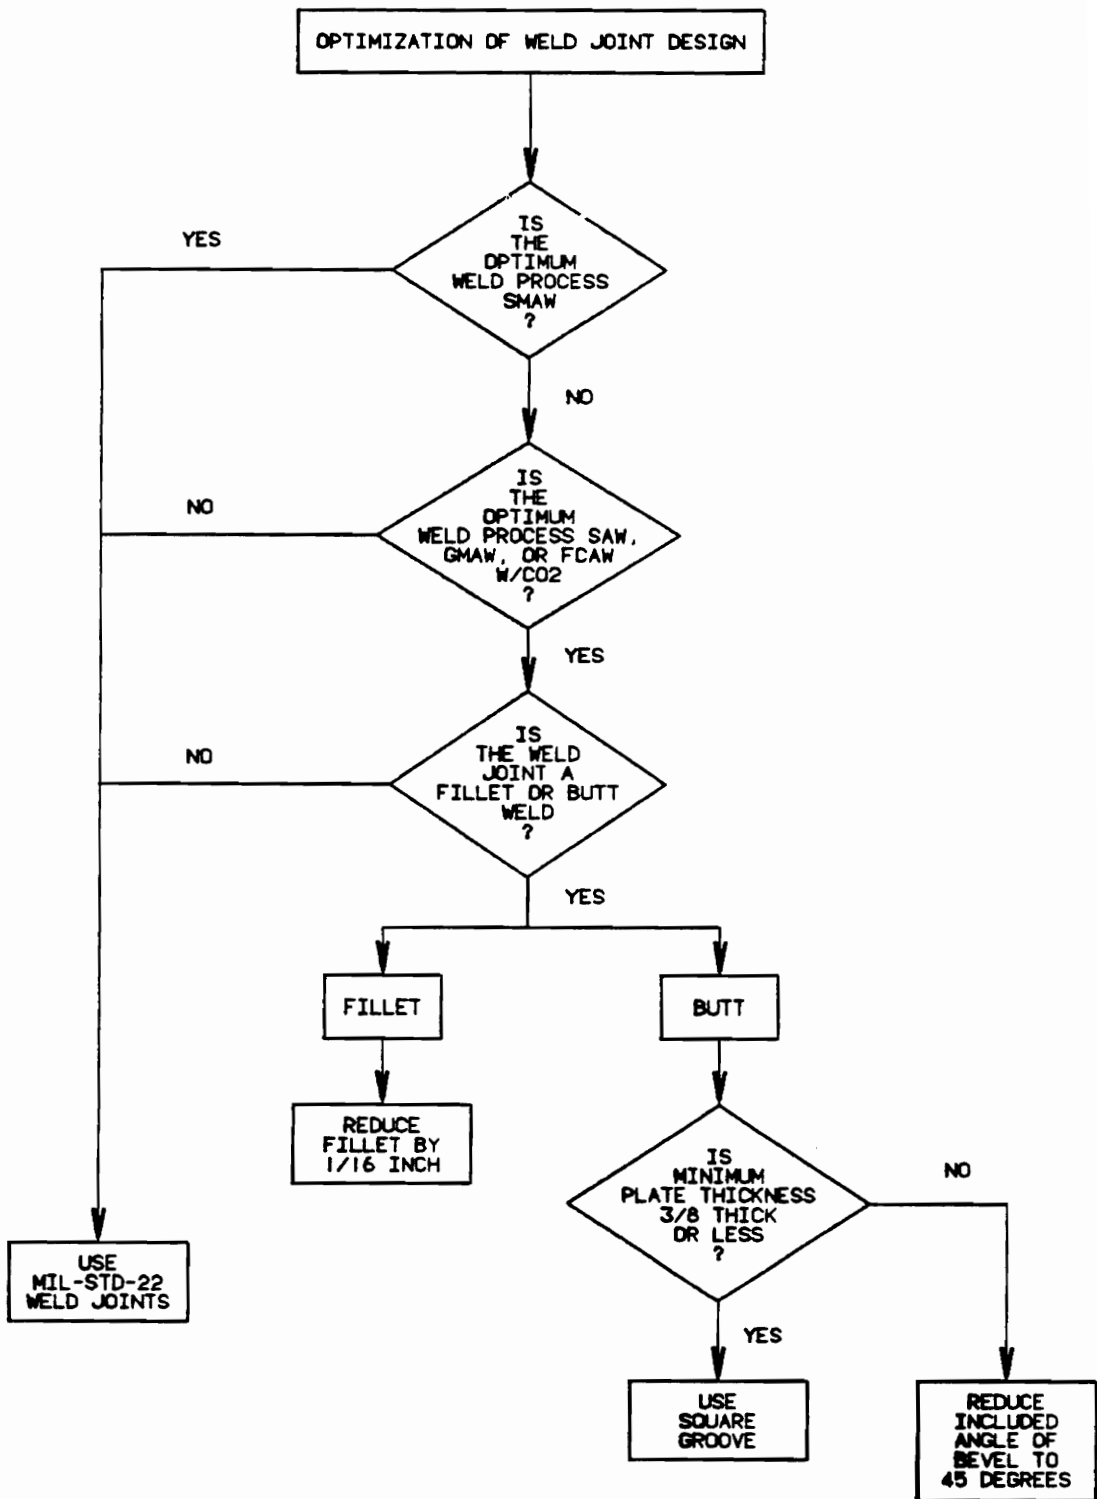 OPTIMIZATION OF WELD JOINT DESIGN
IS
THE
OPTIMUM
WELD PROCESS
SMAW
?
YES
NO
IS
THE
OPTIMUM
WELD PROCESS SAW,
GMAW, OR FCAW
W/CO2
?
NO
YES
IS
THE WELD
JOINT A
FILLET OR BUTT
WELD
?
NO
YES
FILLET
BUTT
REDUCE
FILLET BY
1/16 INCH
IS
MINIMUM
PLATE THICKNESS
3/8 THICK
OR LESS
?
NO
YES
USE
MIL-STD-22
WELD JOINTS
USE
SQUARE
GROOVE
REDUCE
INCLUDED
ANGLE OF
BEVEL TO
45 DEGREES